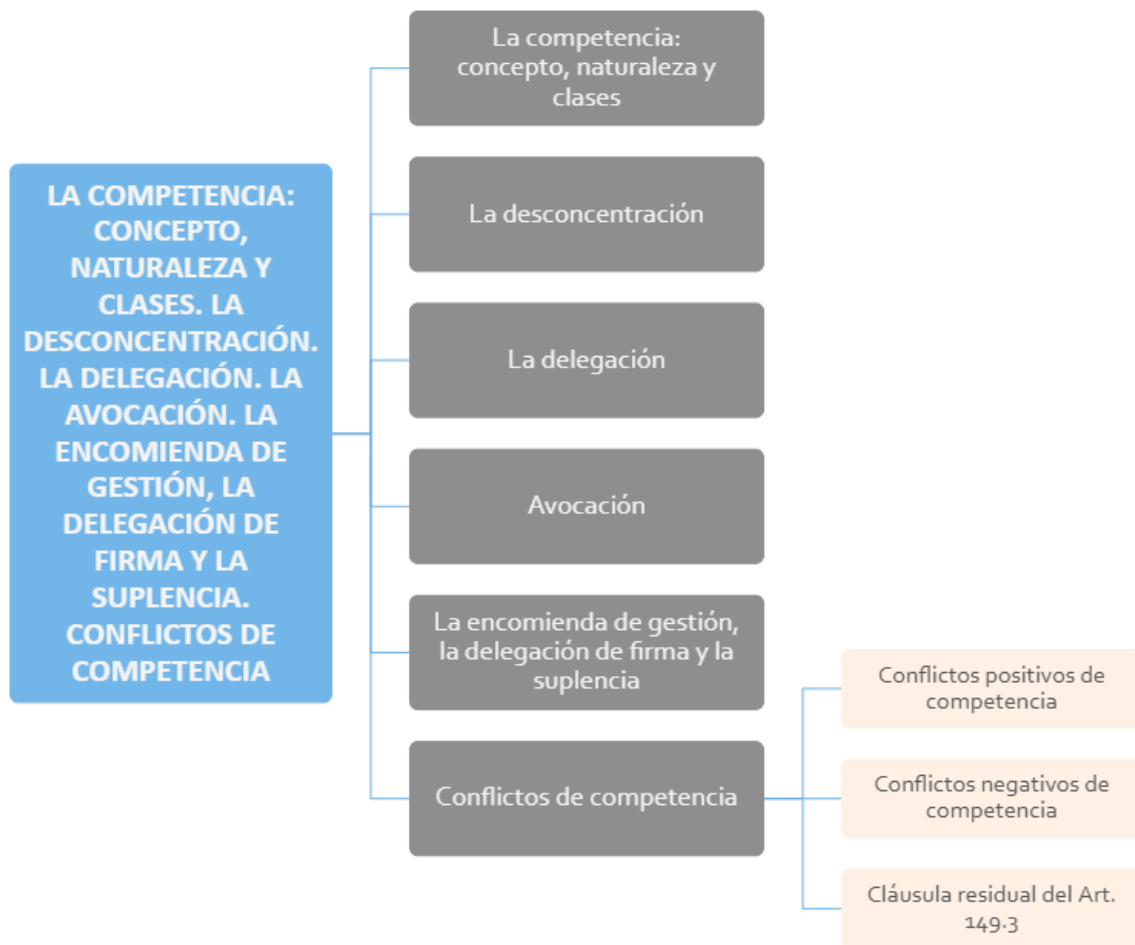 LA COMPETENCIA:
CONCEPTO,
NATURALEZA Y
CLASES. LA
DESCONCENTRACIÓN.
LA DELEGACIÓN. LA
AVOCACIÓN. LA
ENCOMIENDA DE
GESTIÓN, LA
DELEGACIÓN DE
FIRMA Y LA
SUPLENCIA.
CONFLICTOS DE
COMPETENCIA
La competencia:
concepto, naturaleza y
clases
La desconcentración
La delegación
Avocación
La encomienda de gestión,
la delegación de firma y la
suplencia
Conflictos de competencia
Conflictos positivos de
competencia
Conflictos negativos de
competencia
Cláusula residual del Art.
149.3